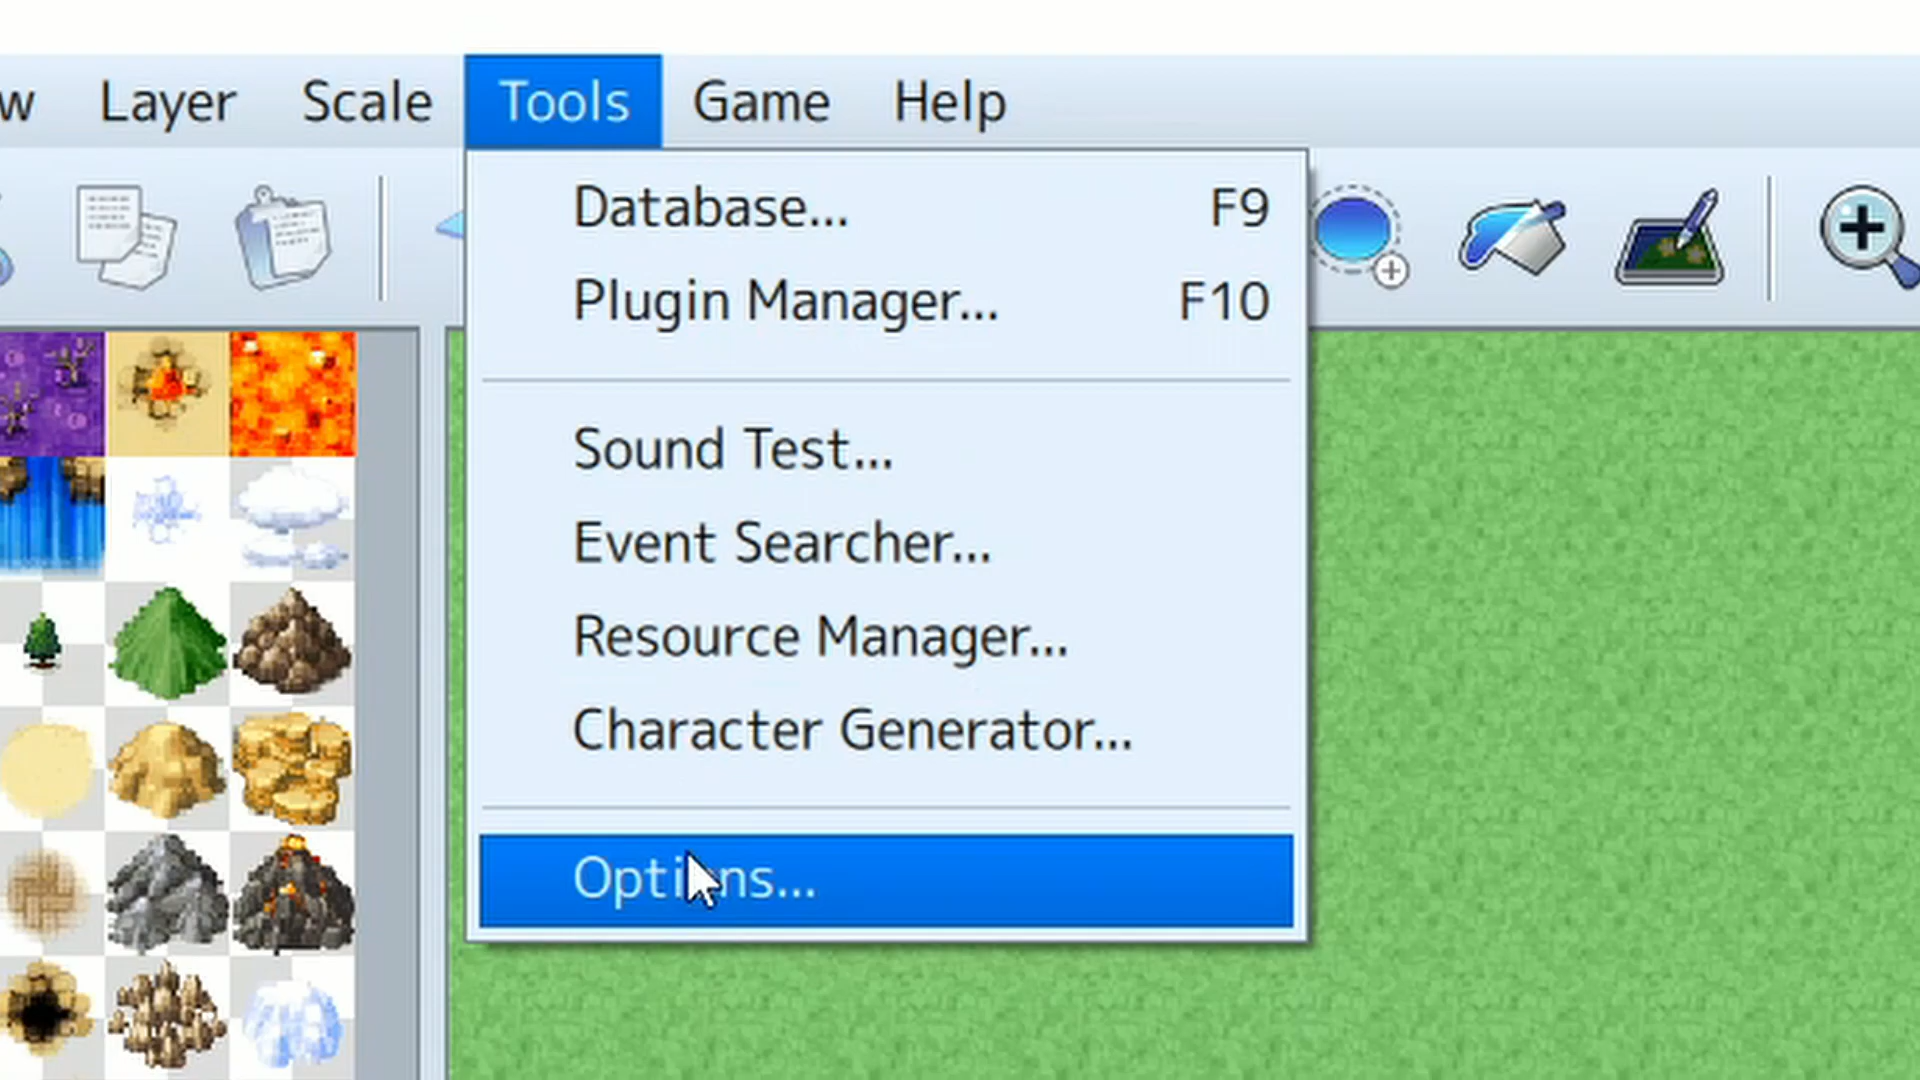 w Layer Scale Tools Game Help
Database... F9
Plugin Manager... F10
Sound Test...
Event Searcher...
Resource Manager...
Character Generator...
Options...